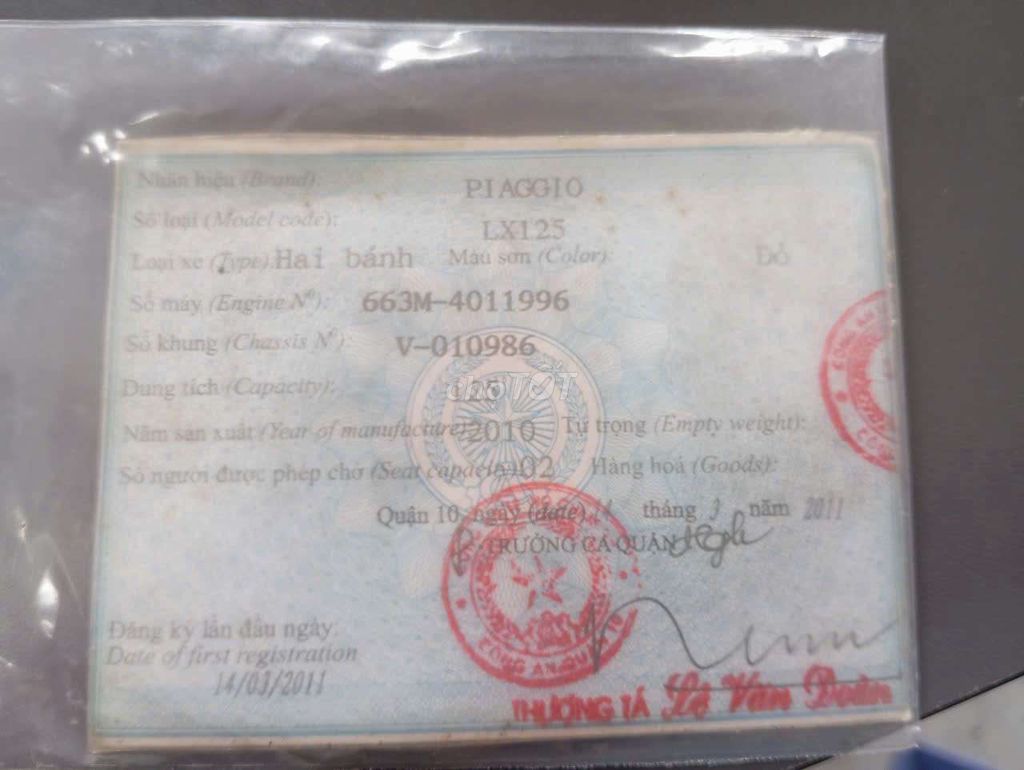 Nhãn hiệu (Brand): PIAGGIO
Số loại (Model code): LX125
Loại xe (Type): Hai bánh Màu sơn (Color): Đỏ
Số máy (Engine N°): 663M-4011996
Số khung (Chassis N°): V-010986
Dung tích (Capacity): 125
chợTỐT
Năm sản xuất (Year of manufacture) 2010 Tự trọng (Empty weight):
Số người được phép chở (Seat capacity) 02 Hàng hoá (Goods):
Quận 10, ngày (date) 14 tháng 3 năm 2011
TRƯỞNG CA QUẬN
CÔNG AN QUẬN
Đăng ký lần đầu ngày:
Date of first registration
14/03/2011
THƯỢNG TÁ Lê Văn Đoàn